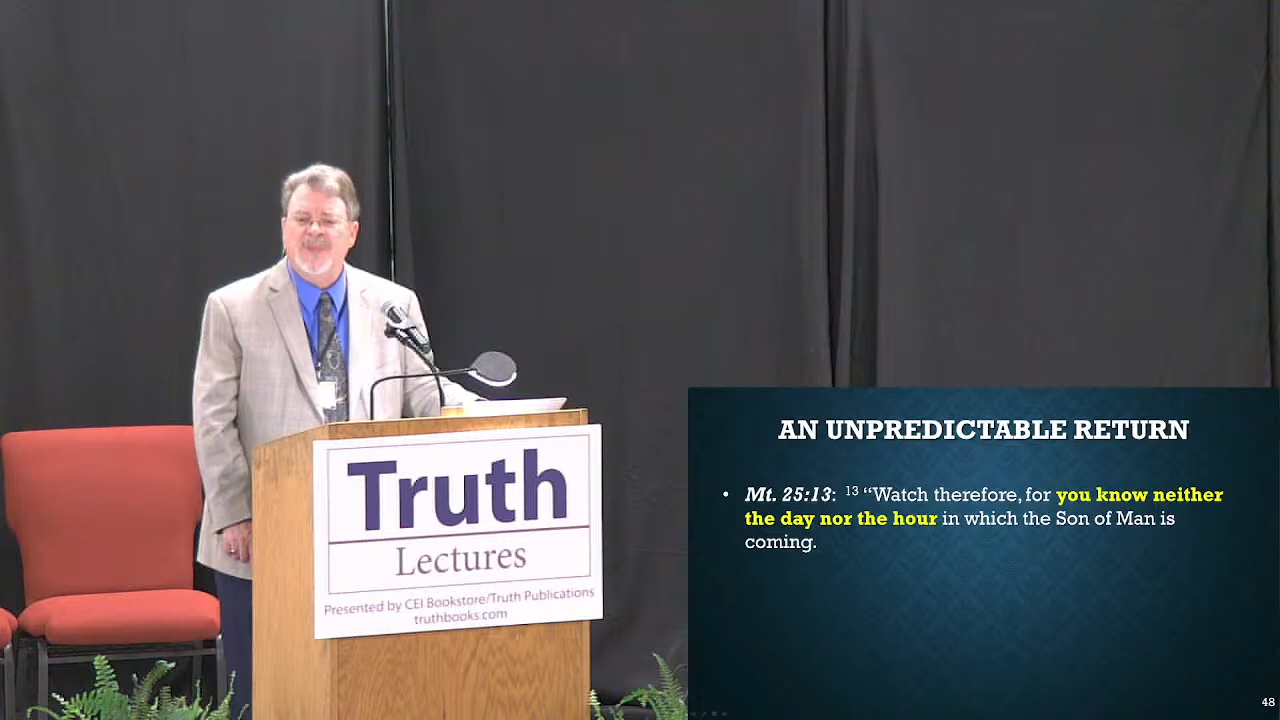 Truth
Lectures
Presented by CEI Bookstore/Truth Publications
truthbooks.com
AN UNPREDICTABLE RETURN
• Mt. 25:13: 13 “Watch therefore, for you know neither
the day nor the hour in which the Son of Man is
coming.
48